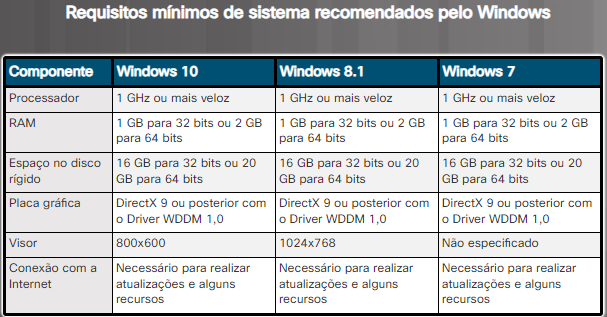 Requisitos mínimos de sistema recomendados pelo Windows
Componente Windows 10 Windows 8.1 Windows 7
Processador 1 GHz ou mais veloz 1 GHz ou mais veloz 1 GHz ou mais veloz
RAM 1 GB para 32 bits ou 2 GB 1 GB para 32 bits ou 2 GB 1 GB para 32 bits ou 2 GB
para 64 bits para 64 bits para 64 bits
Espaço no disco 16 GB para 32 bits ou 20 16 GB para 32 bits ou 20 16 GB para 32 bits ou 20
rígido GB para 64 bits GB para 64 bits GB para 64 bits
Placa gráfica DirectX 9 ou posterior com DirectX 9 ou posterior com DirectX 9 ou posterior com
o Driver WDDM 1,0 o Driver WDDM 1,0 o Driver WDDM 1,0
Visor 800x600 1024x768 Não especificado
Conexão com a Necessário para realizar Necessário para realizar Necessário para realizar
Internet atualizações e alguns atualizações e alguns atualizações e alguns
recursos recursos recursos